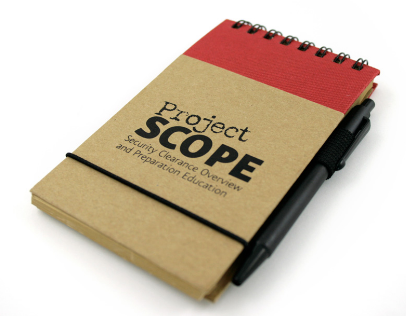 Project
SCOPE
Security Clearance Overview
and Preparation Education